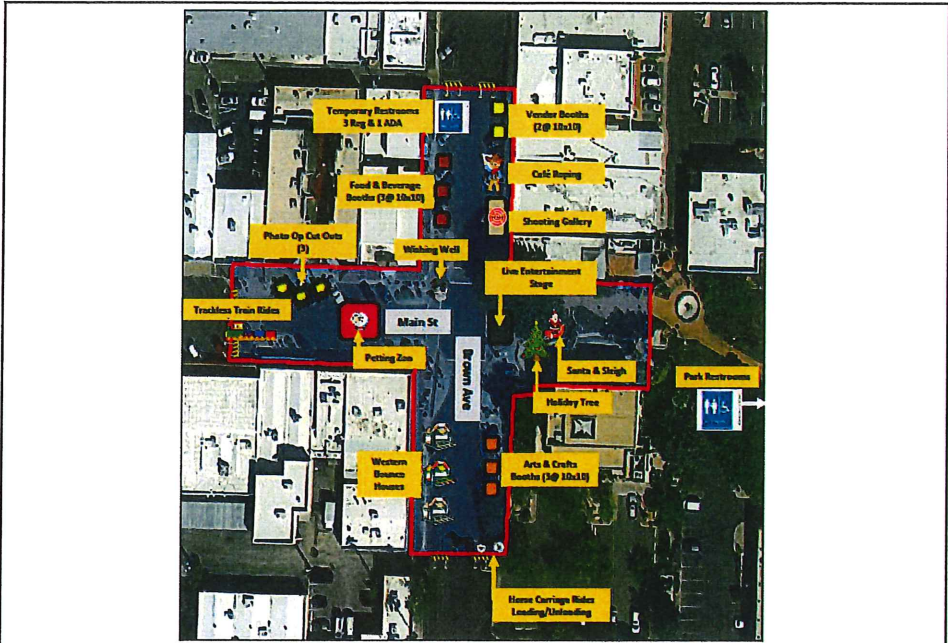 Temporary Restrooms
3 Reg & 1 ADA
Vendor Booths
(2@ 10x10)
Food & Beverage
Booths (3@ 10x10)
Café Roping
Shooting Gallery
Photo Op Cut Outs
(3)
Wishing Well
Live Entertainment
Stage
Trackless Train Rides
Main St
Petting Zoo
Brown Ave
Santa & Sleigh
Holiday Tree
Park Restrooms
Western
Bounce
Houses
Arts & Crafts
Booths (3@ 10x10)
Horse Carriage Rides
Loading/Unloading